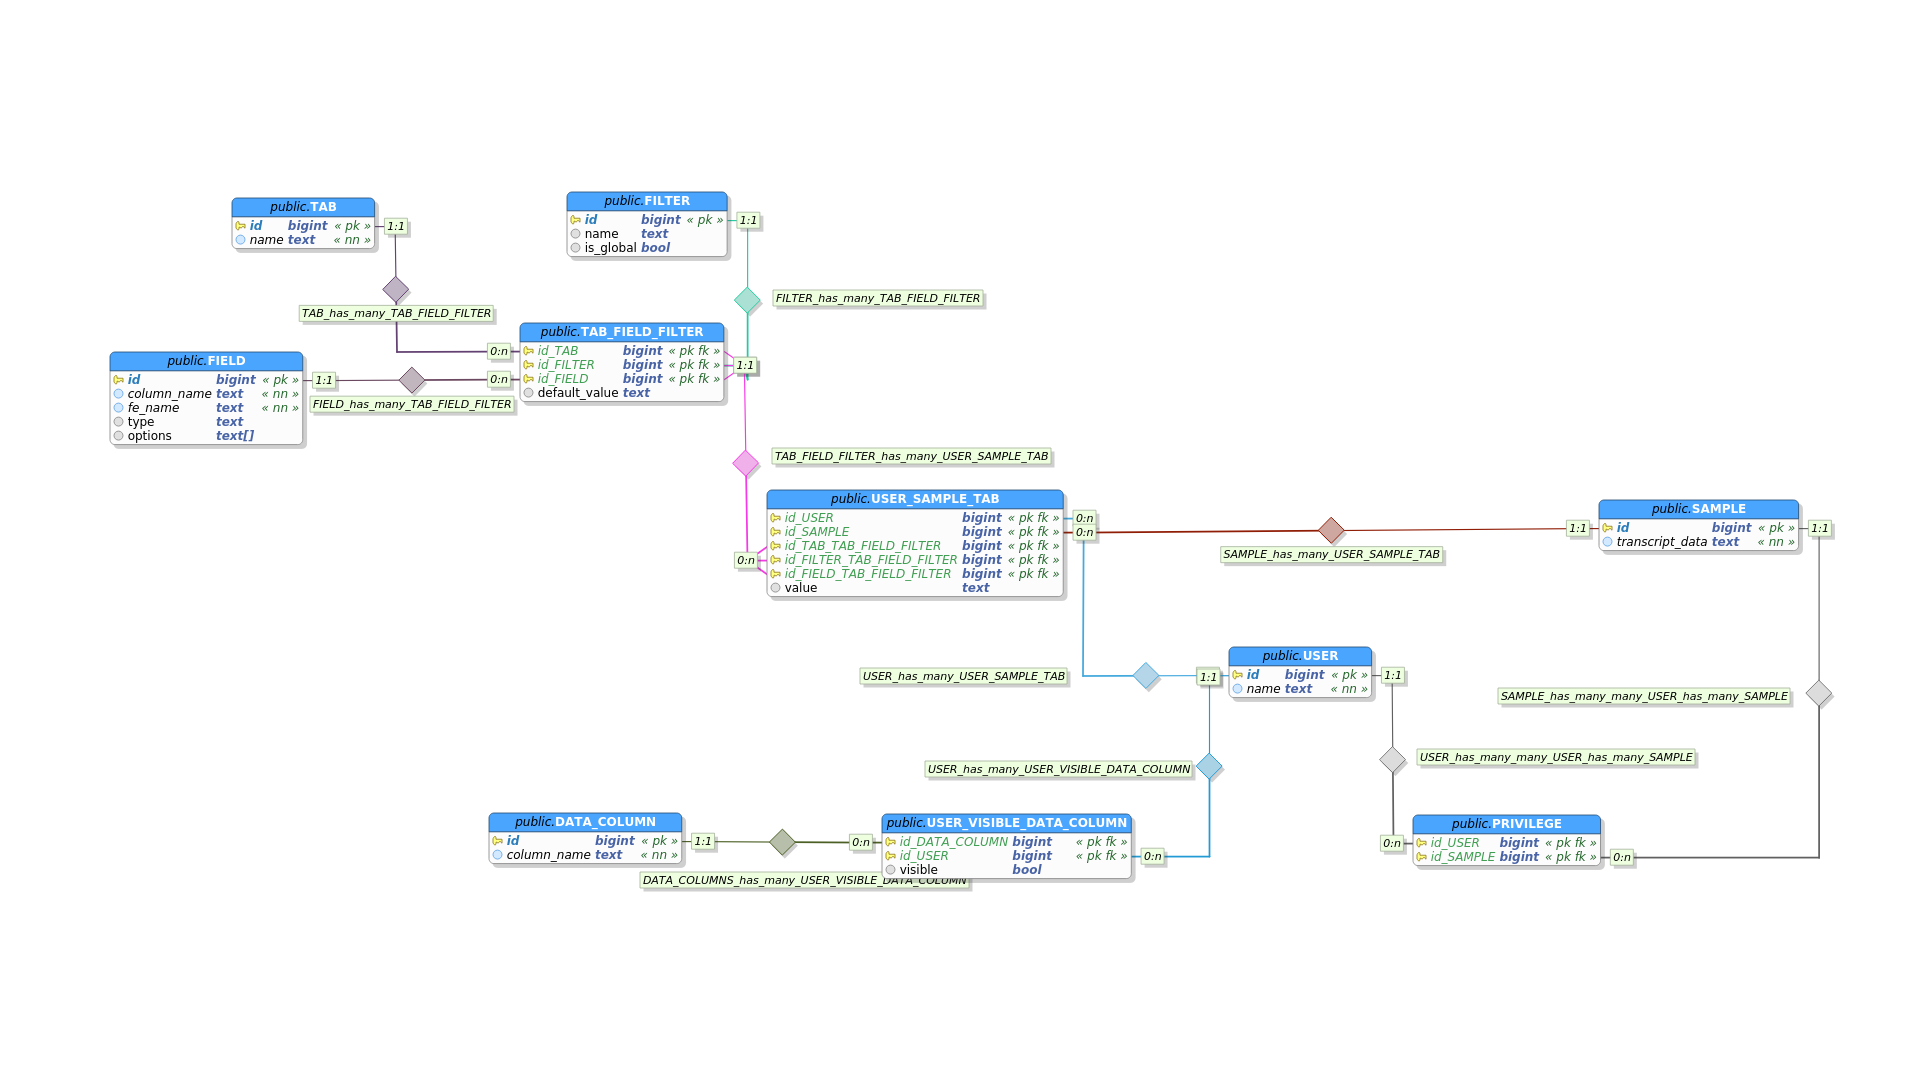 public.TAB
id bigint « pk »
name text « nn »
1:1
TAB_has_many_TAB_FIELD_FILTER
public.FILTER
id bigint « pk »
name text
is_global bool
1:1
FILTER_has_many_TAB_FIELD_FILTER
public.FIELD
id bigint « pk »
column_name text « nn »
fe_name text « nn »
type text
options text[]
1:1
FIELD_has_many_TAB_FIELD_FILTER
0:n
0:n
public.TAB_FIELD_FILTER
id_TAB bigint « pk fk »
id_FILTER bigint « pk fk »
id_FIELD bigint « pk fk »
default_value text
1:1
TAB_FIELD_FILTER_has_many_USER_SAMPLE_TAB
0:n
public.USER_SAMPLE_TAB
id_USER bigint « pk fk »
id_SAMPLE bigint « pk fk »
id_TAB_TAB_FIELD_FILTER bigint « pk fk »
id_FILTER_TAB_FIELD_FILTER bigint « pk fk »
id_FIELD_TAB_FIELD_FILTER bigint « pk fk »
value text
0:n
0:n
SAMPLE_has_many_USER_SAMPLE_TAB
1:1
public.SAMPLE
id bigint « pk »
transcript_data text « nn »
1:1
USER_has_many_USER_SAMPLE_TAB
1:1
public.USER
id bigint « pk »
name text « nn »
1:1
SAMPLE_has_many_many_USER_has_many_SAMPLE
USER_has_many_many_USER_has_many_SAMPLE
USER_has_many_USER_VISIBLE_DATA_COLUMN
public.DATA_COLUMN
id bigint « pk »
column_name text « nn »
1:1
0:n
DATA_COLUMNS_has_many_USER_VISIBLE_DATA_COLUMN
public.USER_VISIBLE_DATA_COLUMN
id_DATA_COLUMN bigint « pk fk »
id_USER bigint « pk fk »
visible bool
0:n
0:n
public.PRIVILEGE
id_USER bigint « pk fk »
id_SAMPLE bigint « pk fk »
0:n